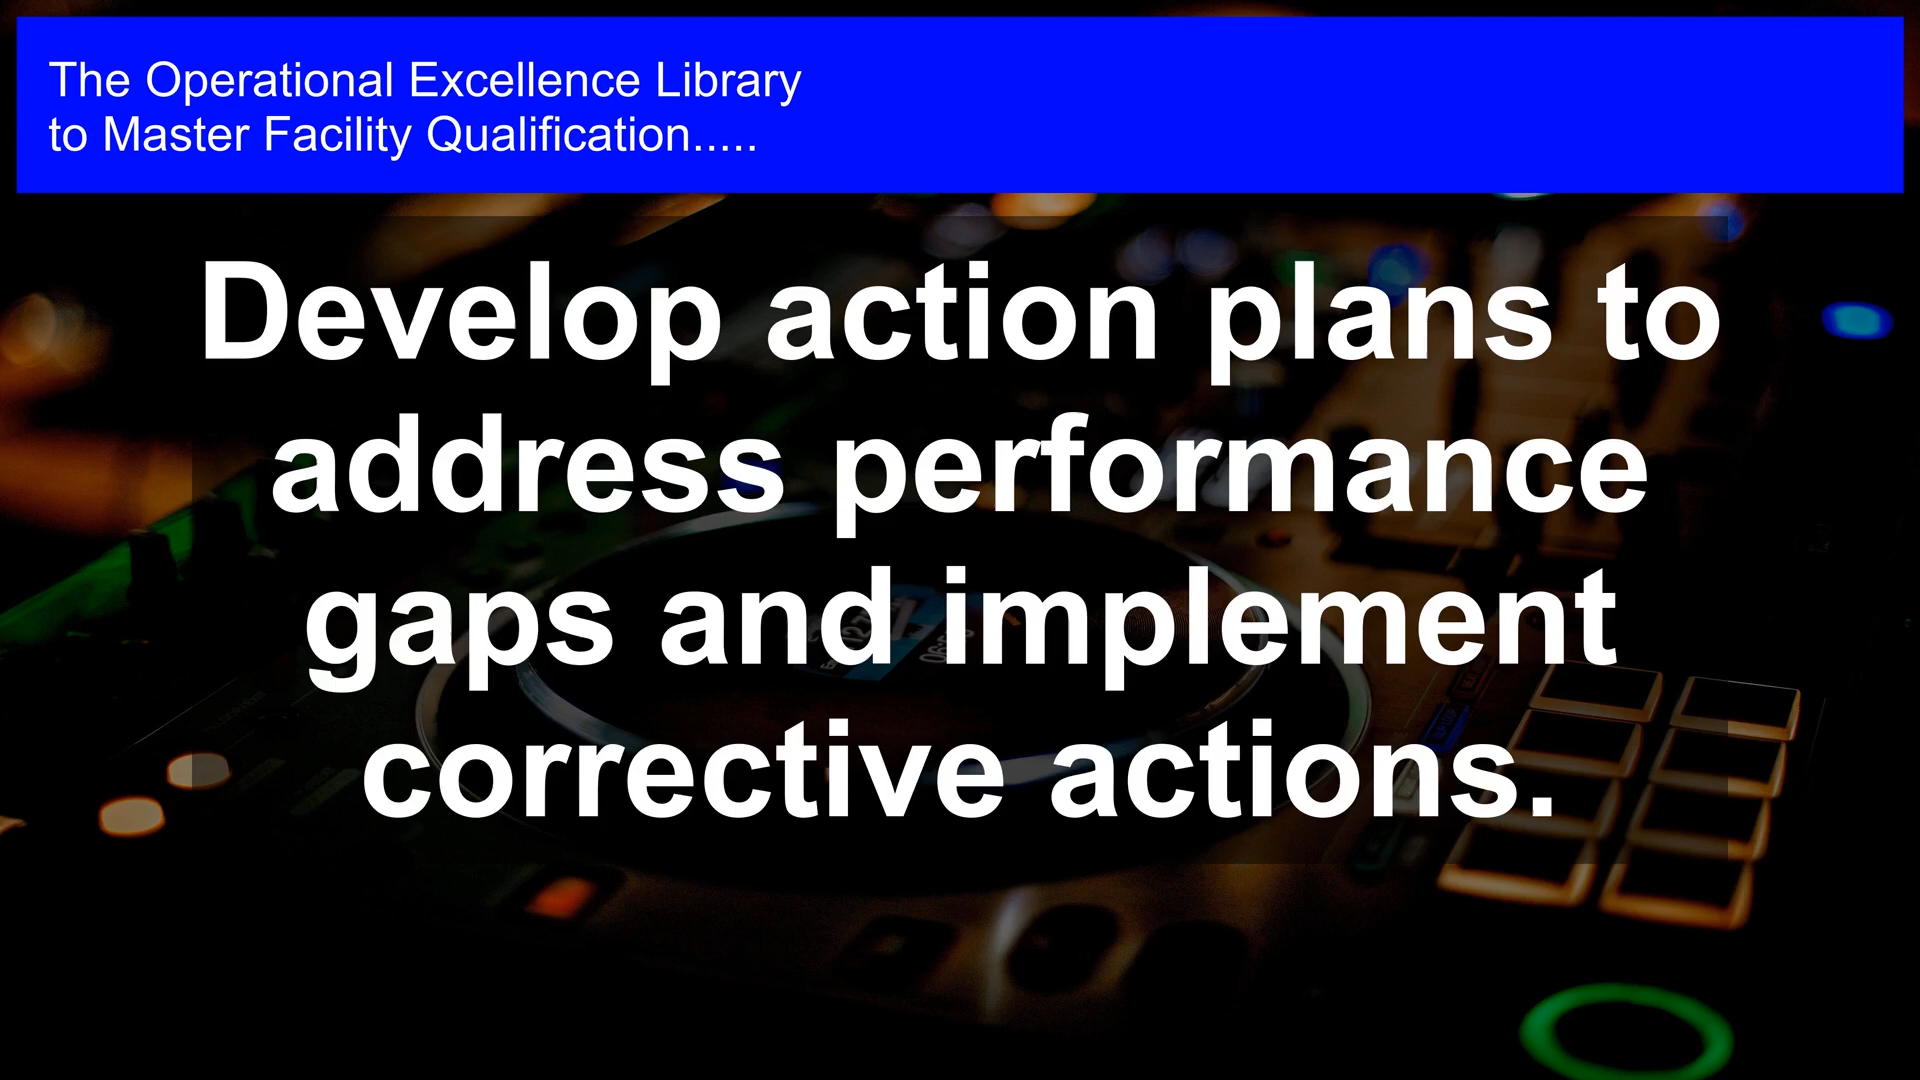 The Operational Excellence Library
to Master Facility Qualification.....
Develop action plans to
address performance
gaps and implement
corrective actions.